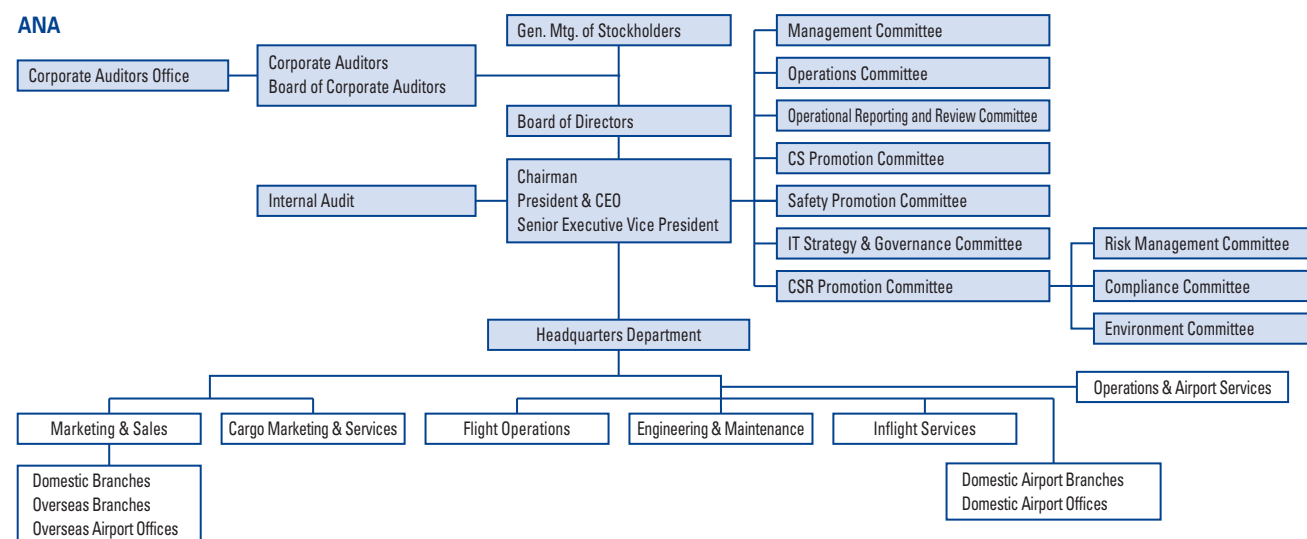 ANA
Gen. Mtg. of Stockholders
Management Committee
Corporate Auditors Office
Corporate Auditors
Board of Corporate Auditors
Operations Committee
Board of Directors
Operational Reporting and Review Committee
CS Promotion Committee
Internal Audit
Chairman
President & CEO
Senior Executive Vice President
Safety Promotion Committee
IT Strategy & Governance Committee
Risk Management Committee
CSR Promotion Committee
Compliance Committee
Environment Committee
Headquarters Department
Operations & Airport Services
Marketing & Sales
Cargo Marketing & Services
Flight Operations
Engineering & Maintenance
Inflight Services
Domestic Branches
Overseas Branches
Overseas Airport Offices
Domestic Airport Branches
Domestic Airport Offices